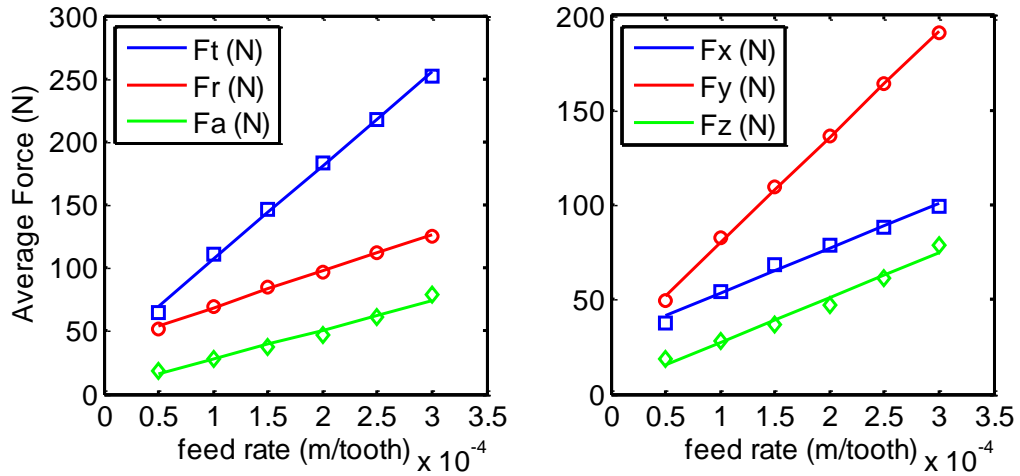 Average Force (N)
300
250
200
150
100
50
0
Ft (N)
Fr (N)
Fa (N)
0 0.5 1 1.5 2 2.5 3 3.5
feed rate (m/tooth) x 10-4
200
150
100
50
0
Fx (N)
Fy (N)
Fz (N)
0 0.5 1 1.5 2 2.5 3 3.5
feed rate (m/tooth) x 10-4